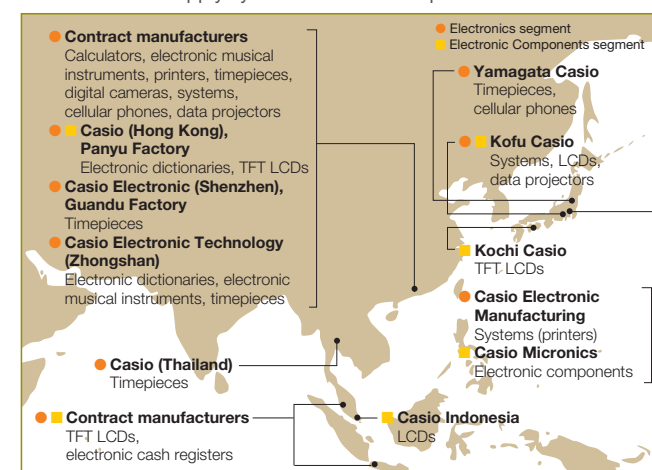 Contract manufacturers
Calculators, electronic musical
instruments, printers, timepieces,
digital cameras, systems,
cellular phones, data projectors
Casio (Hong Kong),
Panyu Factory
Electronic dictionaries, TFT LCDs
Casio Electronic (Shenzhen),
Guandu Factory
Timepieces
Casio Electronic Technology
(Zhongshan)
Electronic dictionaries, electronic
musical instruments, timepieces
Casio (Thailand)
Timepieces
Contract manufacturers
TFT LCDs,
electronic cash registers
Electronics segment
Electronic Components segment
Yamagata Casio
Timepieces,
cellular phones
Kofu Casio
Systems, LCDs,
data projectors
Kochi Casio
TFT LCDs
Casio Electronic
Manufacturing
Systems (printers)
Casio Micronics
Electronic components
Casio Indonesia
LCDs